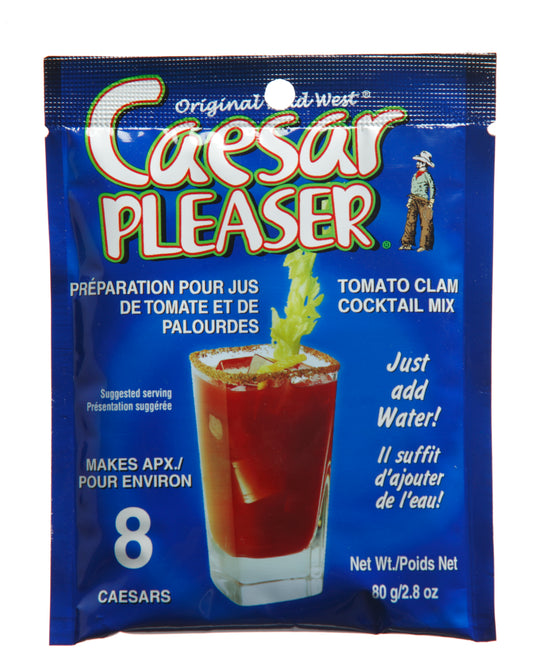 Original Wild West®
Caesar
PLEASER®
PRÉPARATION POUR JUS
DE TOMATE ET DE
PALOURDES
TOMATO CLAM
COCKTAIL MIX
Suggested serving
Présentation suggérée
Just
add
Water!
Il suffit
d'ajouter
de l'eau!
MAKES APX./
POUR ENVIRON
8
CAESARS
Net Wt./Poids Net
80 g/2.8 oz